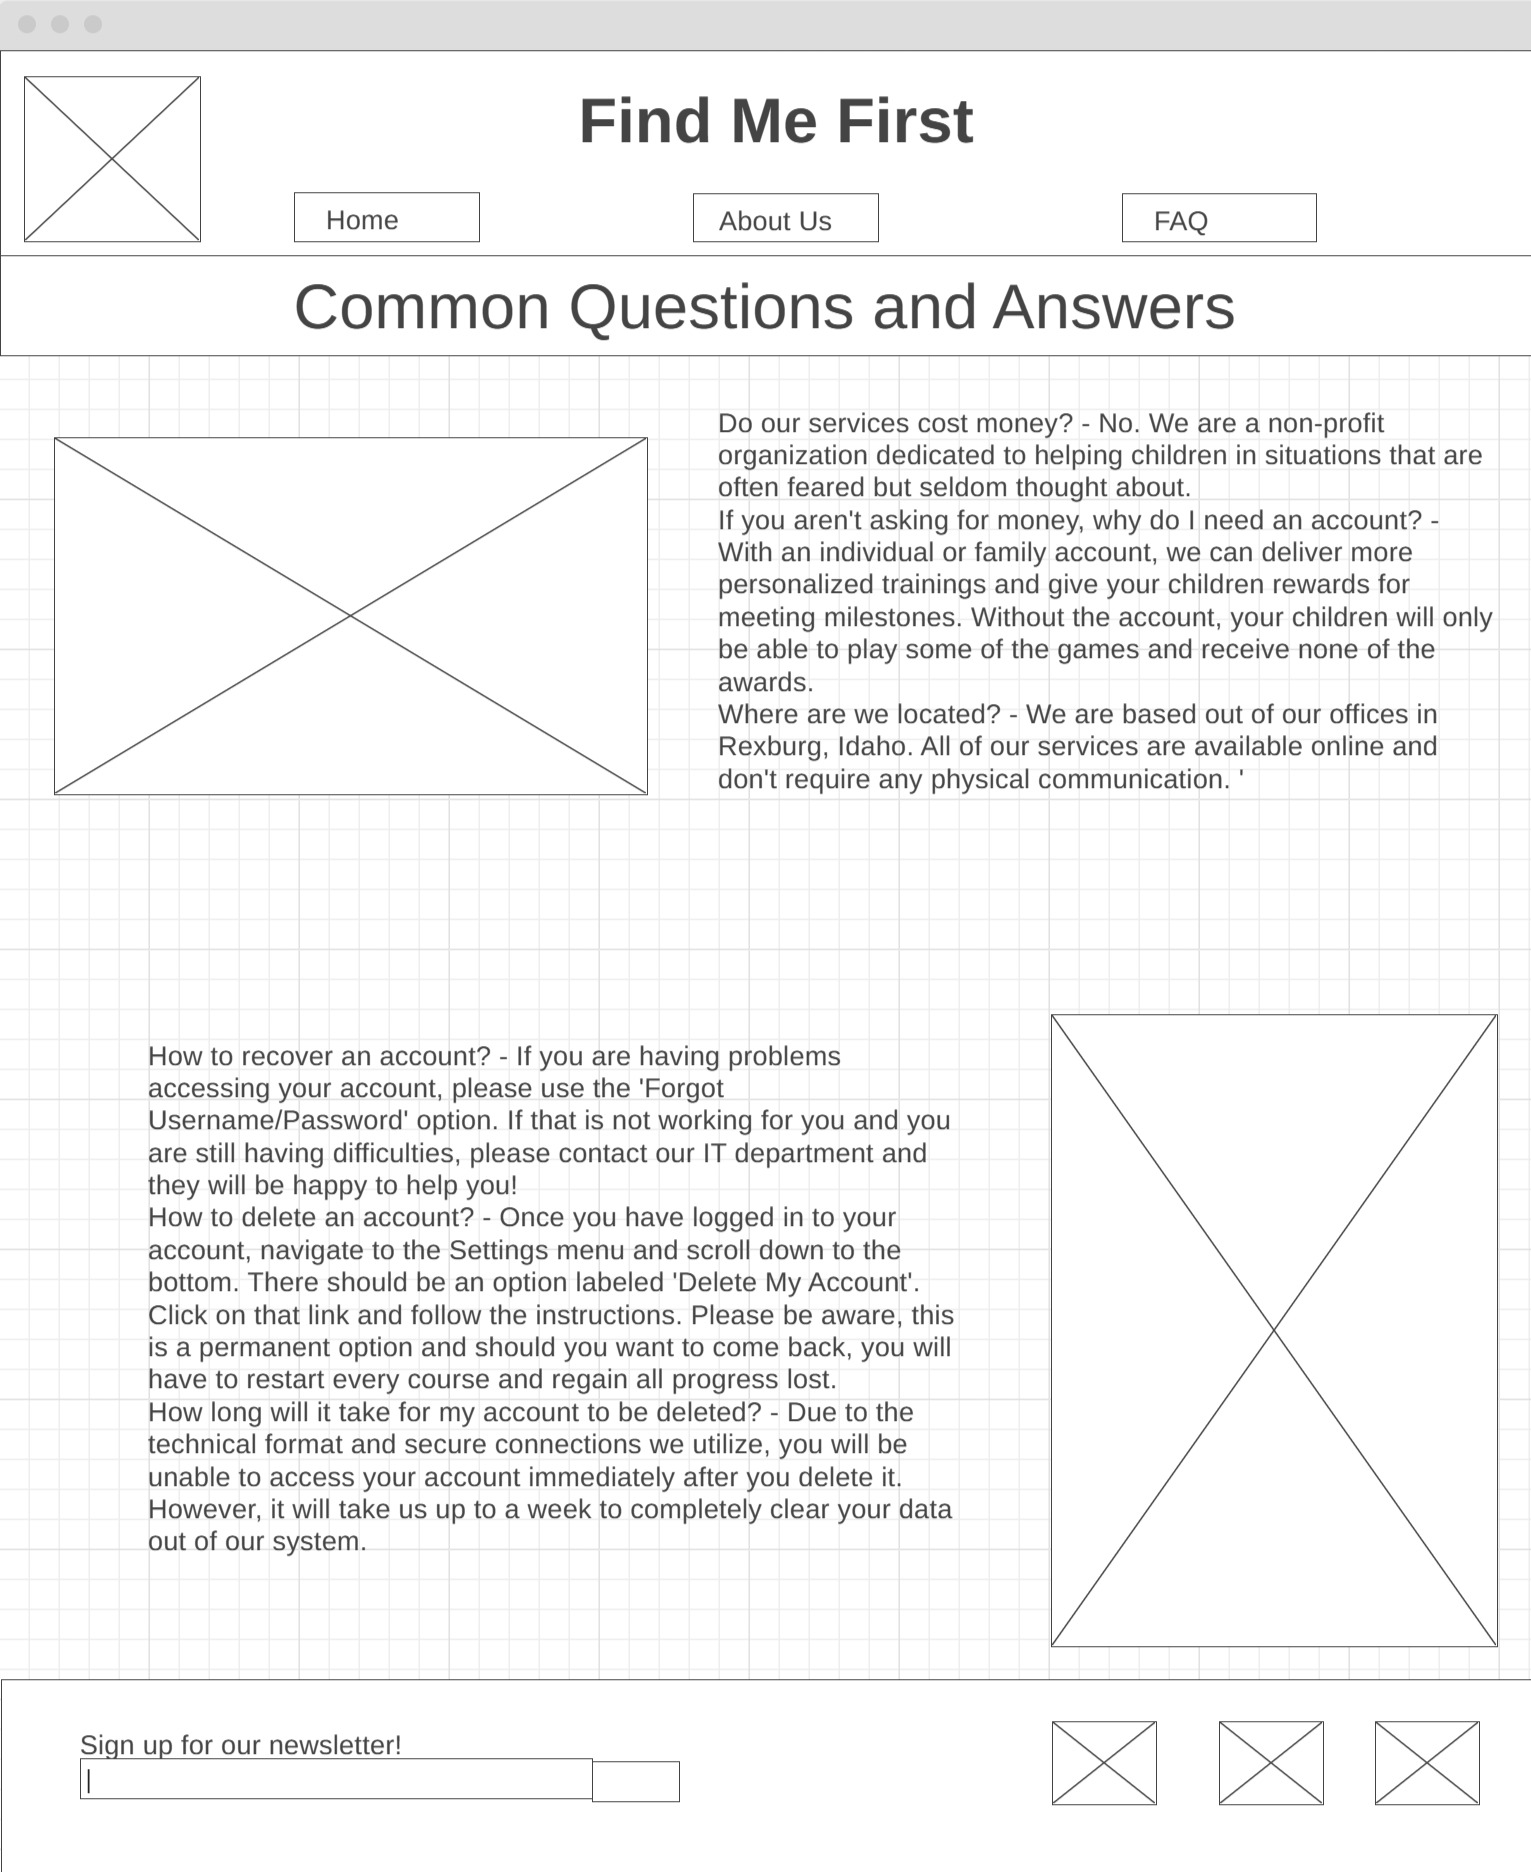 Find Me First
Home
About Us
FAQ
Common Questions and Answers
Do our services cost money? - No. We are a non-profit
organization dedicated to helping children in situations that are
often feared but seldom thought about.
If you aren't asking for money, why do I need an account? -
With an individual or family account, we can deliver more
personalized trainings and give your children rewards for
meeting milestones. Without the account, your children will only
be able to play some of the games and receive none of the
awards.
Where are we located? - We are based out of our offices in
Rexburg, Idaho. All of our services are available online and
don't require any physical communication. '
How to recover an account? - If you are having problems
accessing your account, please use the 'Forgot
Username/Password' option. If that is not working for you and you
are still having difficulties, please contact our IT department and
they will be happy to help you!
How to delete an account? - Once you have logged in to your
account, navigate to the Settings menu and scroll down to the
bottom. There should be an option labeled 'Delete My Account'.
Click on that link and follow the instructions. Please be aware, this
is a permanent option and should you want to come back, you will
have to restart every course and regain all progress lost.
How long will it take for my account to be deleted? - Due to the
technical format and secure connections we utilize, you will be
unable to access your account immediately after you delete it.
However, it will take us up to a week to completely clear your data
out of our system.
Sign up for our newsletter!